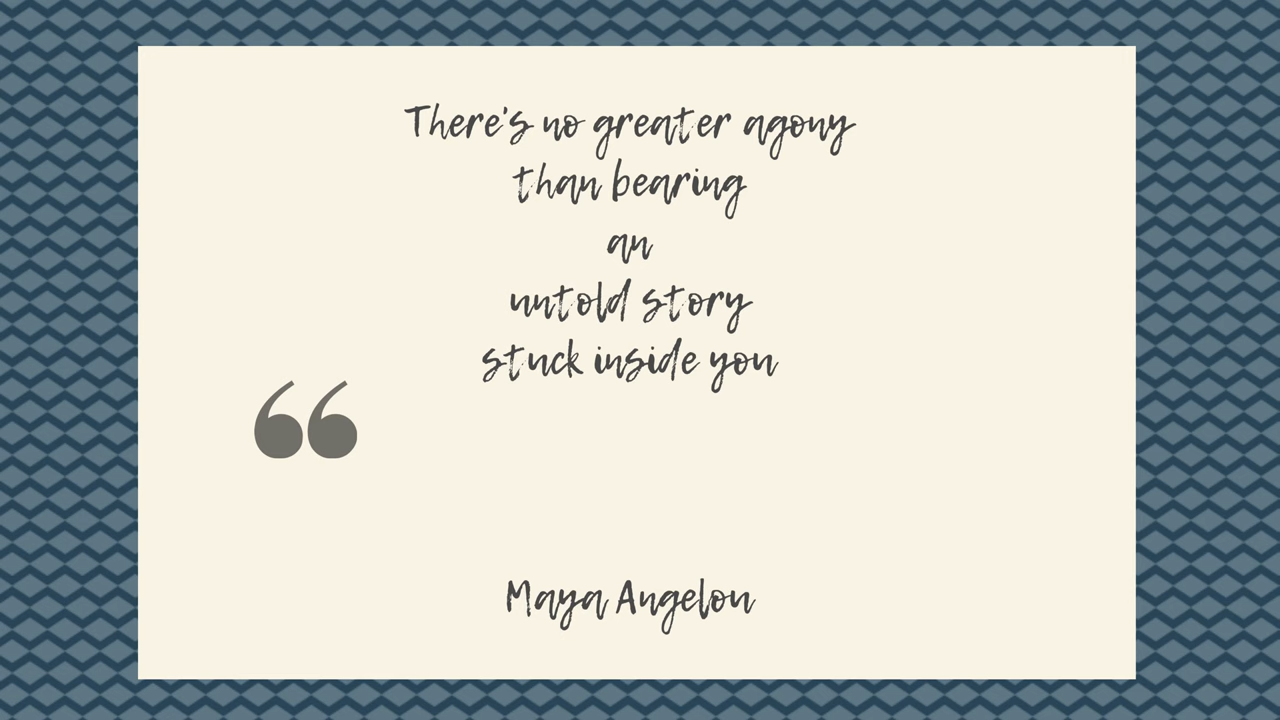 There's no greater agony
than bearing
an
untold story
stuck inside you
“
Maya Angelou